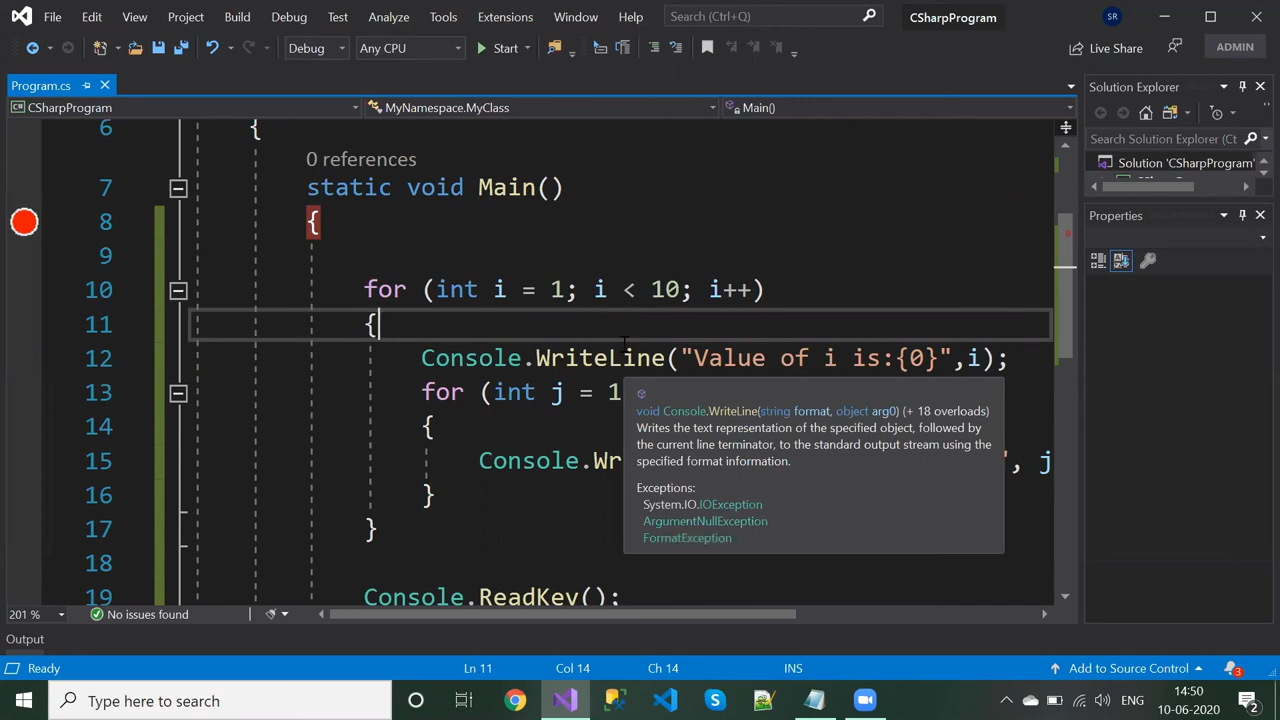 File Edit View Project Build Debug Test Analyze Tools Extensions Window Help Search (Ctrl+Q) CSharpProgram SR
Debug Any CPU Start Live Share ADMIN
Program.cs
CSharpProgram MyNamespace.MyClass Main()
6 {
0 references
7 static void Main()
8 {
9
10 for (int i = 1; i < 10; i++)
11 {
12 Console.WriteLine("Value of i is:{0}",i);
13 for (int j = 1
14 {
15 Console.Wr ", j
16 }
17 }
18
19 Console.ReadKey();
void Console.WriteLine(string format, object arg0) (+ 18 overloads)
Writes the text representation of the specified object, followed by
the current line terminator, to the standard output stream using the
specified format information.
Exceptions:
System.IO.IOException
ArgumentNullException
FormatException
Solution Explorer
Search Solution Explorer (Ct
Solution 'CSharpProgram'
Properties
201 % No issues found
Output
Ready Ln 11 Col 14 Ch 14 INS Add to Source Control 3
Type here to search ENG 14:50
10-06-2020 2